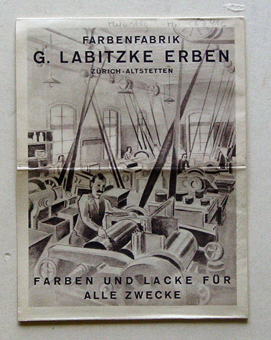 FARBENFABRIK
G. LABITZKE ERBEN
ZÜRICH-ALTSTETTEN
FARBEN UND LACKE FÜR
ALLE ZWECKE